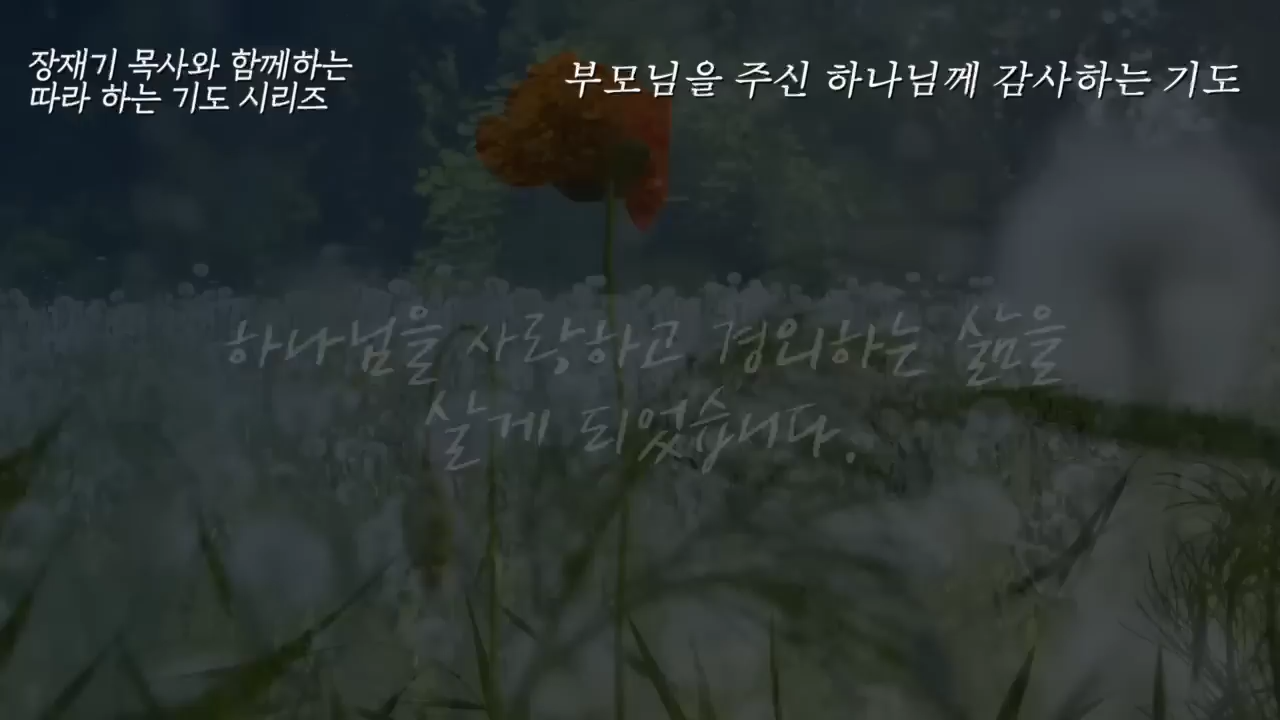 장재기 목사와 함께하는
따라 하는 기도 시리즈
부모님을 주신 하나님께 감사하는 기도
하나님을 사랑하고 경외하는 삶을
살게 되었습니다.